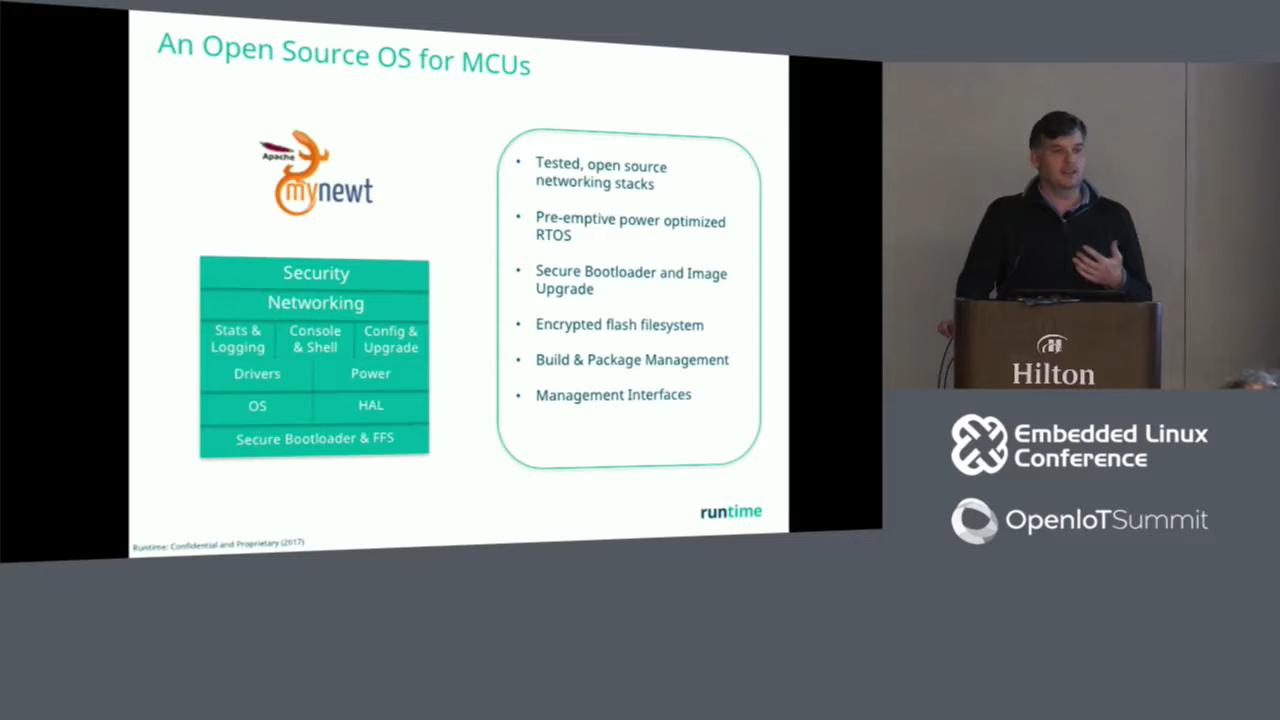 An Open Source OS for MCUs
Apache
mynewt
Security
Networking
Stats &
Logging
Console
& Shell
Config &
Upgrade
Drivers
Power
OS
HAL
Secure Bootloader & FFS
• Tested, open source
networking stacks
• Pre-emptive power optimized
RTOS
• Secure Bootloader and Image
Upgrade
• Encrypted flash filesystem
• Build & Package Management
• Management Interfaces
runtime
Runtime: Confidential and Proprietary (2017)
Hilton
Embedded Linux
Conference
OpenIoTSummit